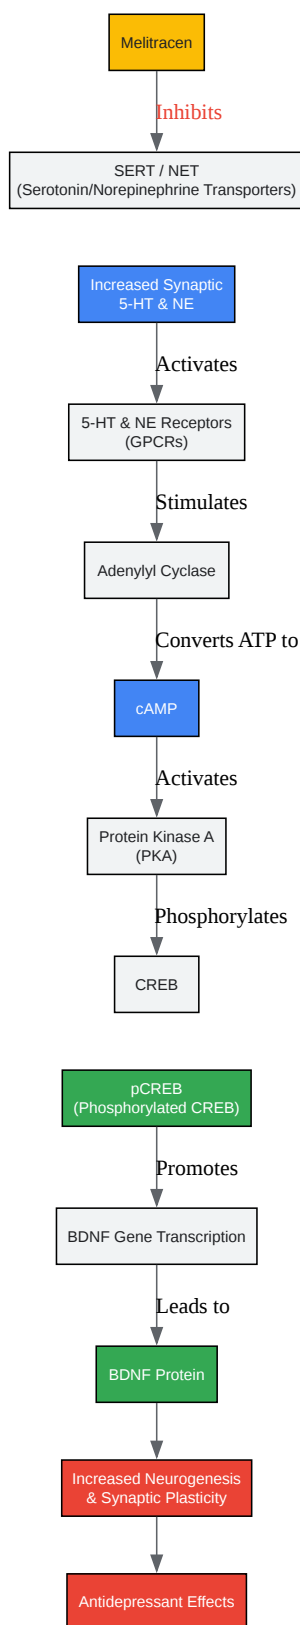 Melitracen
Inhibits
SERT / NET
(Serotonin/Norepinephrine Transporters)
Increased Synaptic
5-HT & NE
Activates
5-HT & NE Receptors
(GPCRs)
Stimulates
Adenylyl Cyclase
Converts ATP to
cAMP
Activates
Protein Kinase A
(PKA)
Phosphorylates
CREB
pCREB
(Phosphorylated CREB)
Promotes
BDNF Gene Transcription
Leads to
BDNF Protein
Increased Neurogenesis
& Synaptic Plasticity
Antidepressant Effects